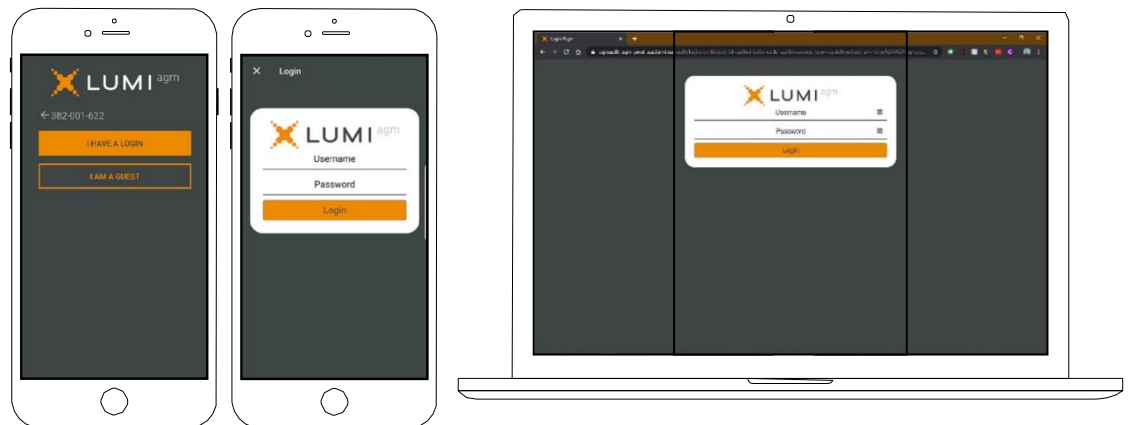 LUMI agm
←382-001-622
I HAVE A LOGIN
I AM A GUEST
× Login
LUMI agm
Username
Password
Login
Login Page
LUMI agm
Username
Password
Login